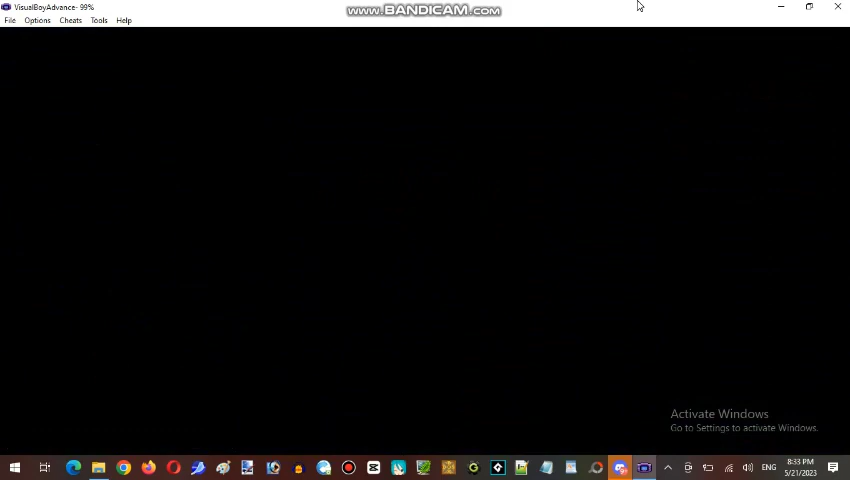 VisualBoyAdvance- 99%
www.BANDICAM.com
File Options Cheats Tools Help
Activate Windows
Go to Settings to activate Windows.
ENG
8:33 PM
5/21/2023